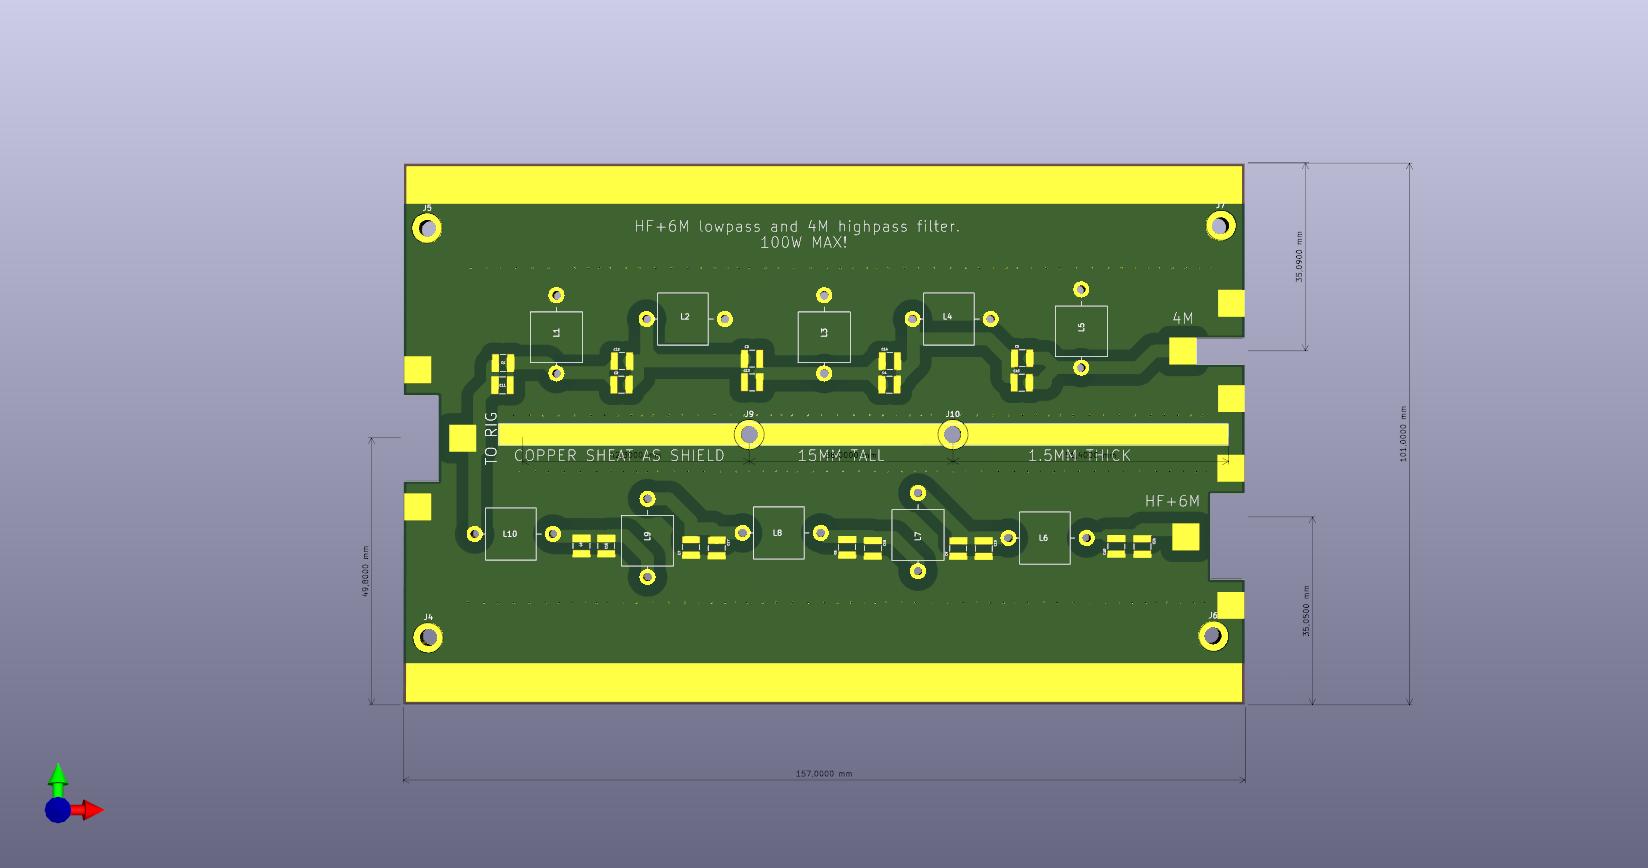 J5
J7
HF+6M lowpass and 4M highpass filter.
100W MAX!
35,0900 mm
L1
L2
L3
L4
L5
4M
101,0000 mm
J9
J10
TO RIG
COPPER SHEAT AS SHIELD
15MM TALL
1.5MM THICK
HF+6M
L10
L9
L8
L7
L6
49,8000 mm
35,0500 mm
J4
J6
157,0000 mm